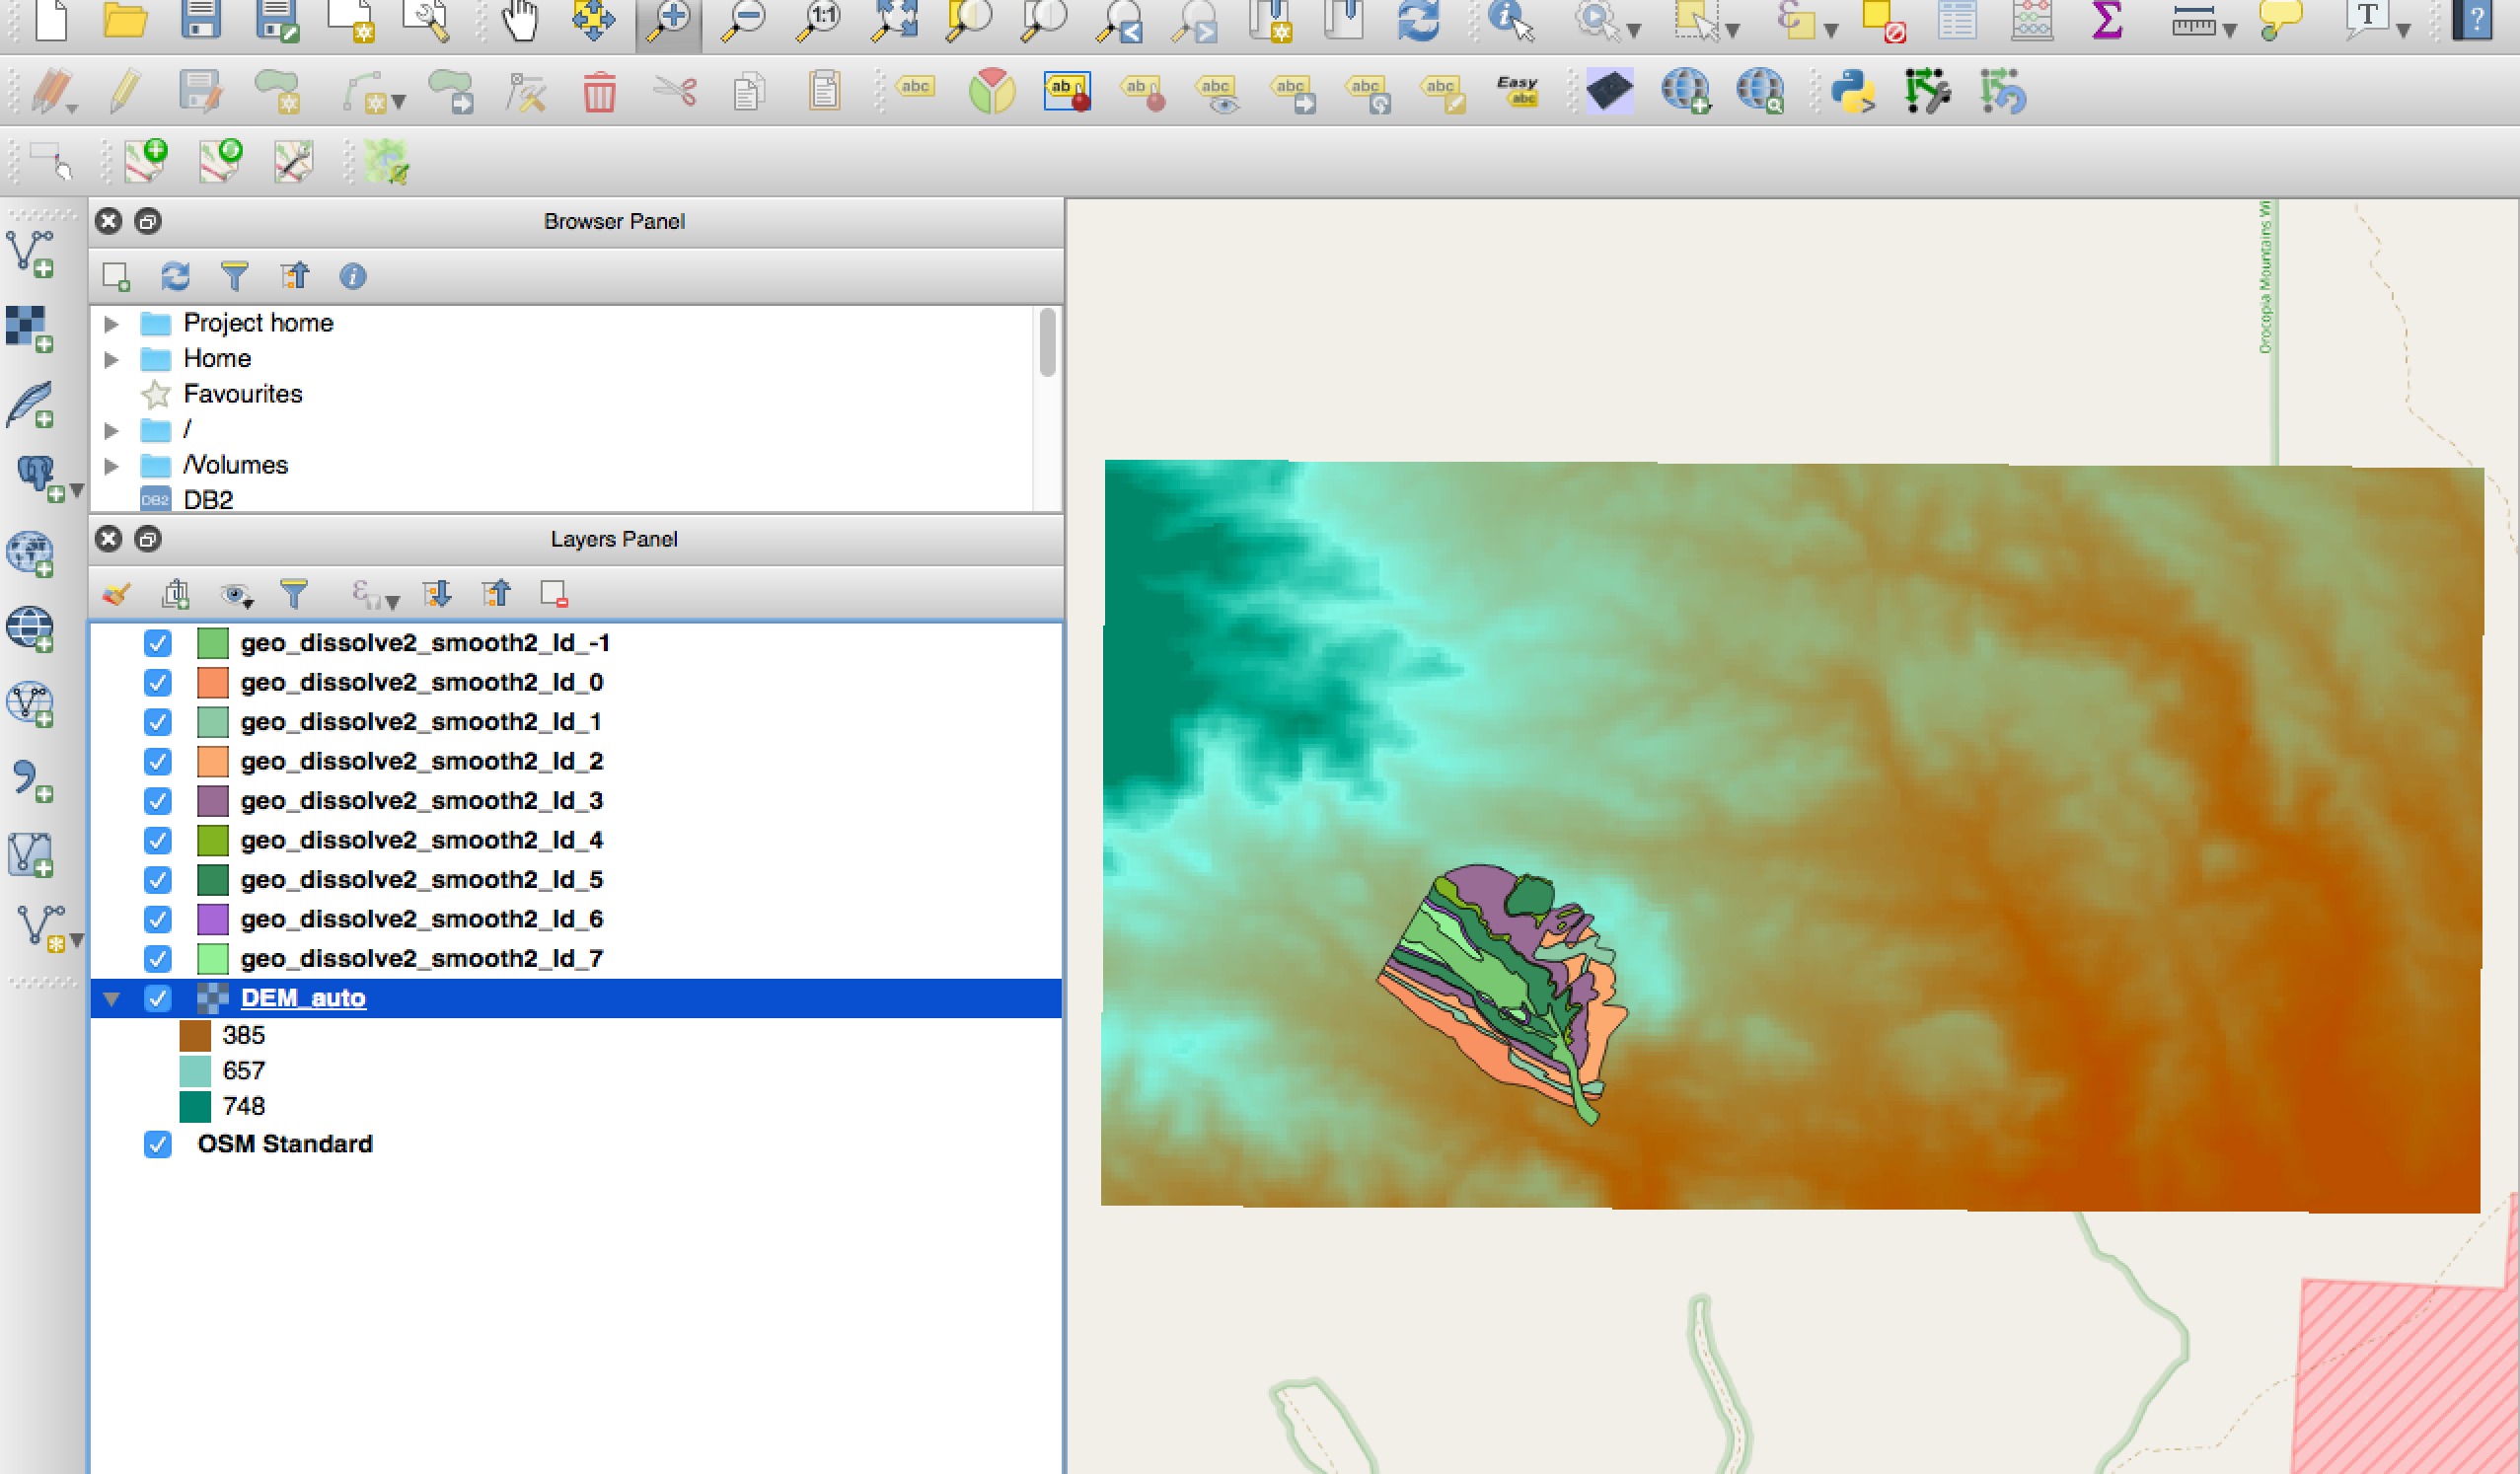 1:1
T
?
abc
ab
ab
abc
abc
abc
abc
Easy
abc
Browser Panel
Project home
Home
Favourites
/
/Volumes
DB2
DB2
Layers Panel
geo_dissolve2_smooth2_Id_-1
geo_dissolve2_smooth2_Id_0
geo_dissolve2_smooth2_Id_1
geo_dissolve2_smooth2_Id_2
geo_dissolve2_smooth2_Id_3
geo_dissolve2_smooth2_Id_4
geo_dissolve2_smooth2_Id_5
geo_dissolve2_smooth2_Id_6
geo_dissolve2_smooth2_Id_7
DEM_auto
385
657
748
OSM Standard
Orocopia Mountains Wi